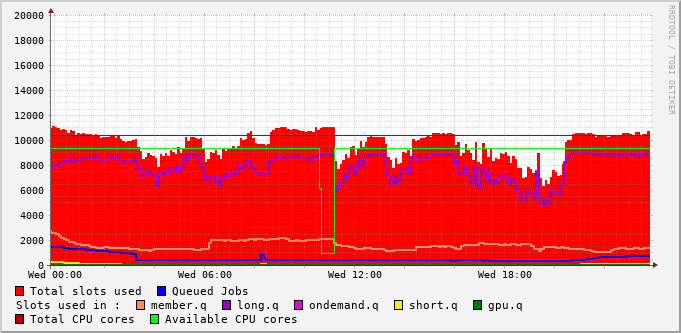 20000
18000
16000
14000
12000
10000
8000
6000
4000
2000
0
Wed 00:00 Wed 06:00 Wed 12:00 Wed 18:00
RRDTOOL / TOBI OETIKER
Total slots used Queued Jobs
Slots used in : member.q long.q ondemand.q short.q gpu.q
Total CPU cores Available CPU cores